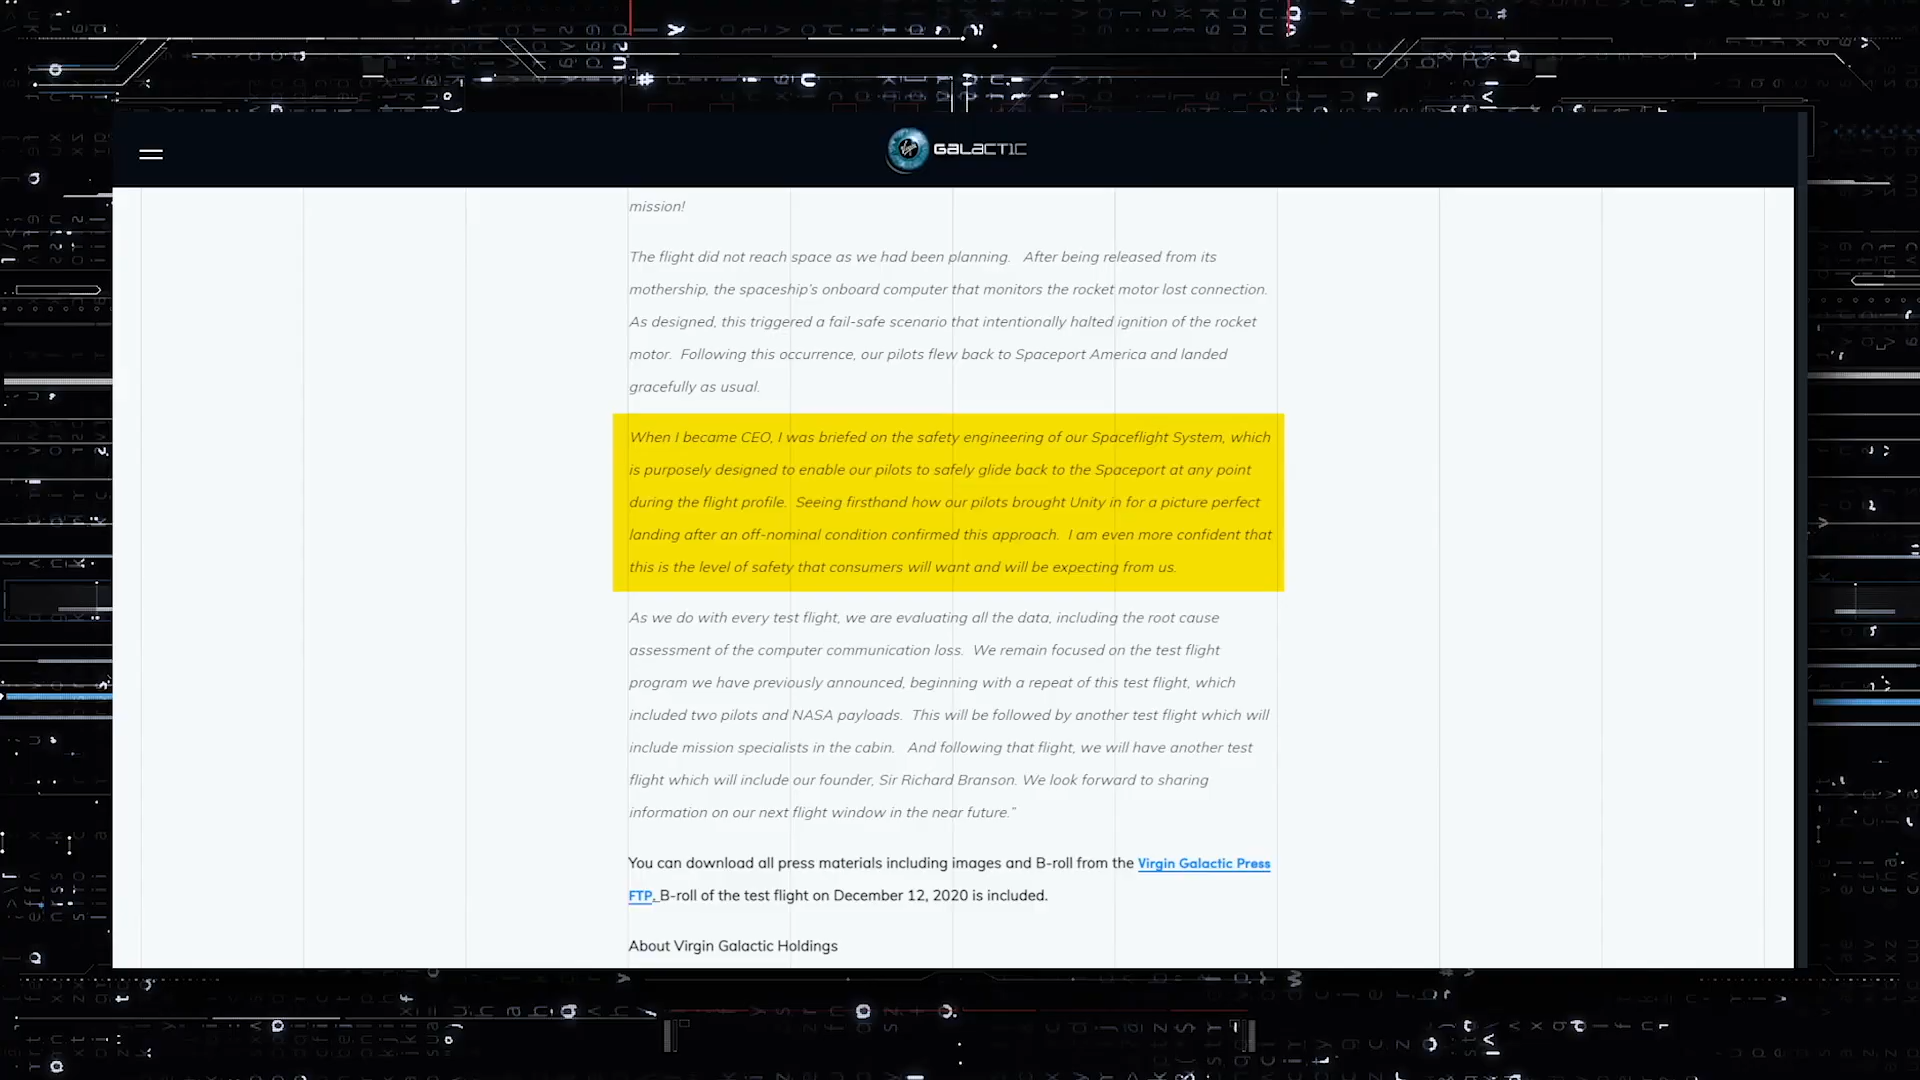 Virgin GALACTIC
mission!
The flight did not reach space as we had been planning. After being released from its
mothership, the spaceship's onboard computer that monitors the rocket motor lost connection.
As designed, this triggered a fail-safe scenario that intentionally halted ignition of the rocket
motor. Following this occurrence, our pilots flew back to Spaceport America and landed
gracefully as usual.
When I became CEO, I was briefed on the safety engineering of our Spaceflight System, which
is purposely designed to enable our pilots to safely glide back to the Spaceport at any point
during the flight profile. Seeing firsthand how our pilots brought Unity in for a picture perfect
landing after an off-nominal condition confirmed this approach. I am even more confident that
this is the level of safety that consumers will want and will be expecting from us.
As we do with every test flight, we are evaluating all the data, including the root cause
assessment of the computer communication loss. We remain focused on the test flight
program we have previously announced, beginning with a repeat of this test flight, which
included two pilots and NASA payloads. This will be followed by another test flight which will
include mission specialists in the cabin. And following that flight, we will have another test
flight which will include our founder, Sir Richard Branson. We look forward to sharing
information on our next flight window in the near future.”
You can download all press materials including images and B-roll from the Virgin Galactic Press
FTP. B-roll of the test flight on December 12, 2020 is included.
About Virgin Galactic Holdings